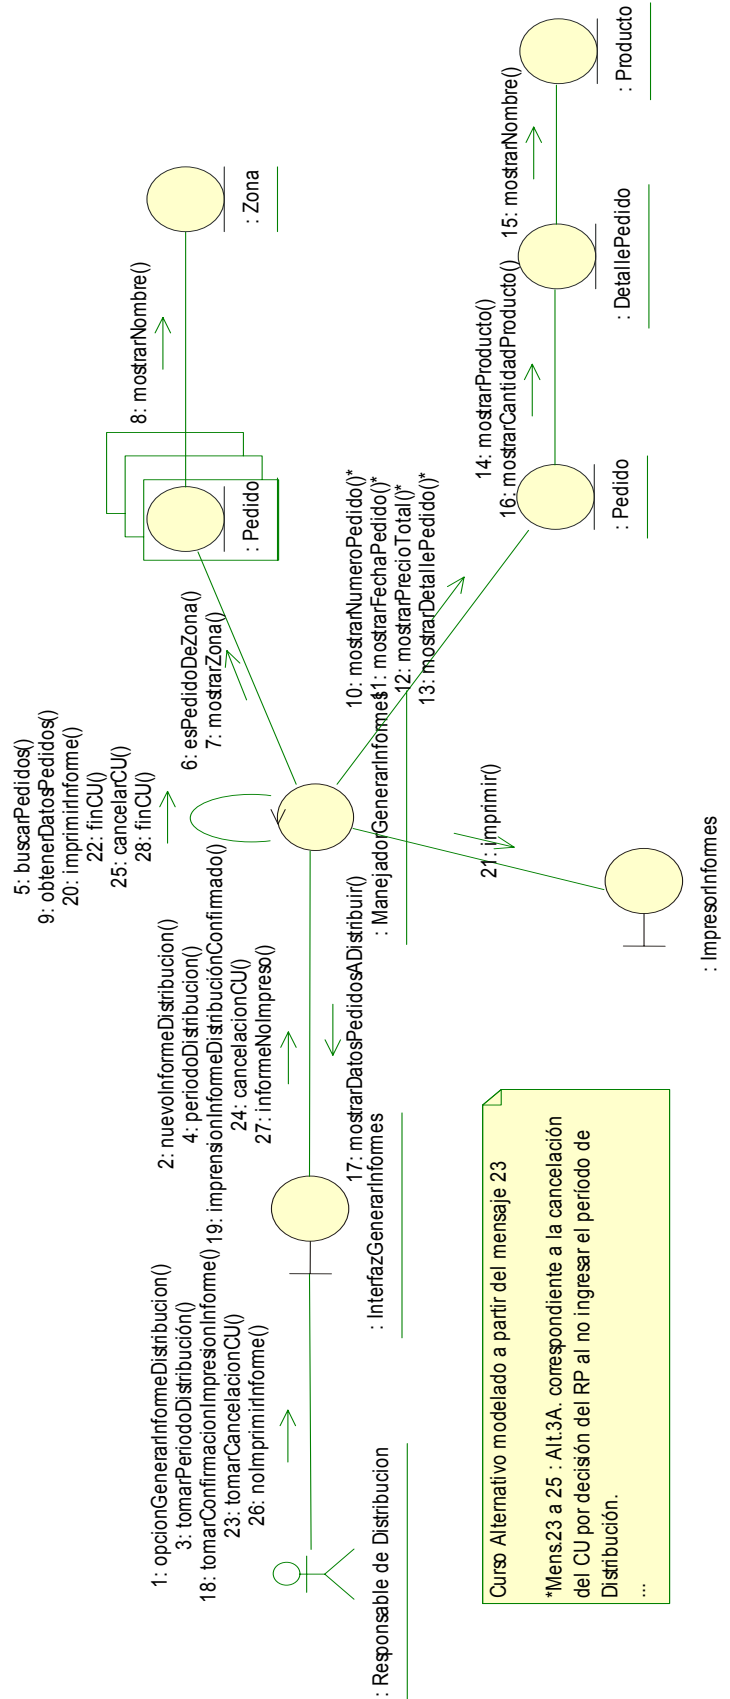 1: opcionGenerarInformeDistribucion()
3: tomarPeriodoDistribución()
18: tomarConfirmacionImpresionInforme()
23: tomarCancelacionCU()
26: noImprimirInforme()
: Responsable de Distribucion
2: nuevoInformeDistribucion()
4: periodoDistribucion()
19: imprensionInformeDistribuciónConfirmado()
24: cancelacionCU()
27: informeNoImpreso()
17: mostrarDatosPedidosADistribuir()
: InterfazGenerarInformes
5: buscarPedidos()
9: obtenerDatosPedidos()
20: imprimirInforme()
22: finCU()
25: cancelarCU()
28: finCU()
: ManejadorGenerarInformes
6: esPedidoDeZona()
7: mostrarZona()
: Pedido
8: mostrarNombre()
: Zona
10: mostrarNumeroPedido()*
11: mostrarFechaPedido()*
12: mostrarPrecioTotal()*
13: mostrarDetallePedido()*
: Pedido
14: mostrarProducto()
16: mostrarCantidadProducto()
: DetallePedido
15: mostrarNombre()
: Producto
21: imprimir()
: ImpresorInformes
Curso Alternativo modelado a partir del mensaje 23
*Mens.23 a 25 : Alt.3A. correspondiente a la cancelación
del CU por decisión del RP al no ingresar el período de
Distribución.
...